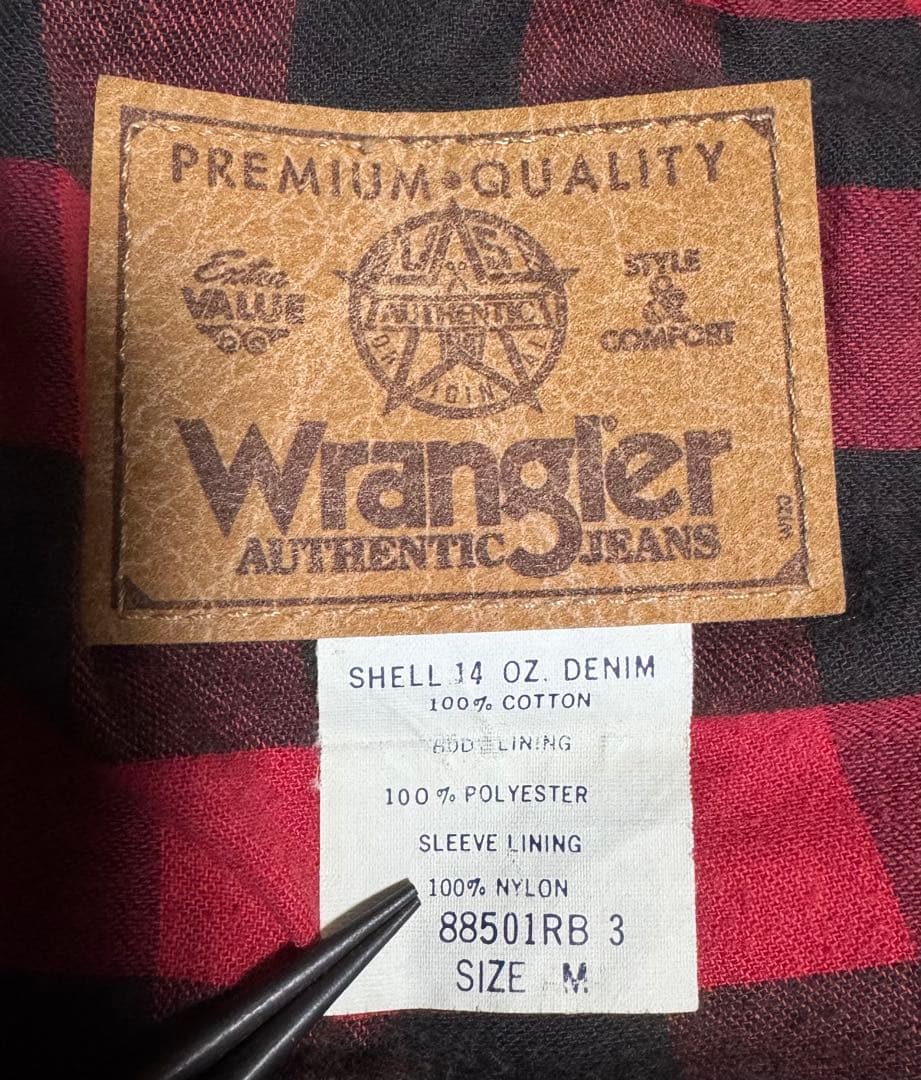 PREMIUM • QUALITY
Extra
VALUE
U.S.
AUTHENTIC
STYLE
&
COMFORT
Wrangler®
AUTHENTIC JEANS
W120
SHELL 14 OZ. DENIM
100% COTTON
LINING
100% POLYESTER
SLEEVE LINING
100% NYLON
88501RB 3
SIZE M